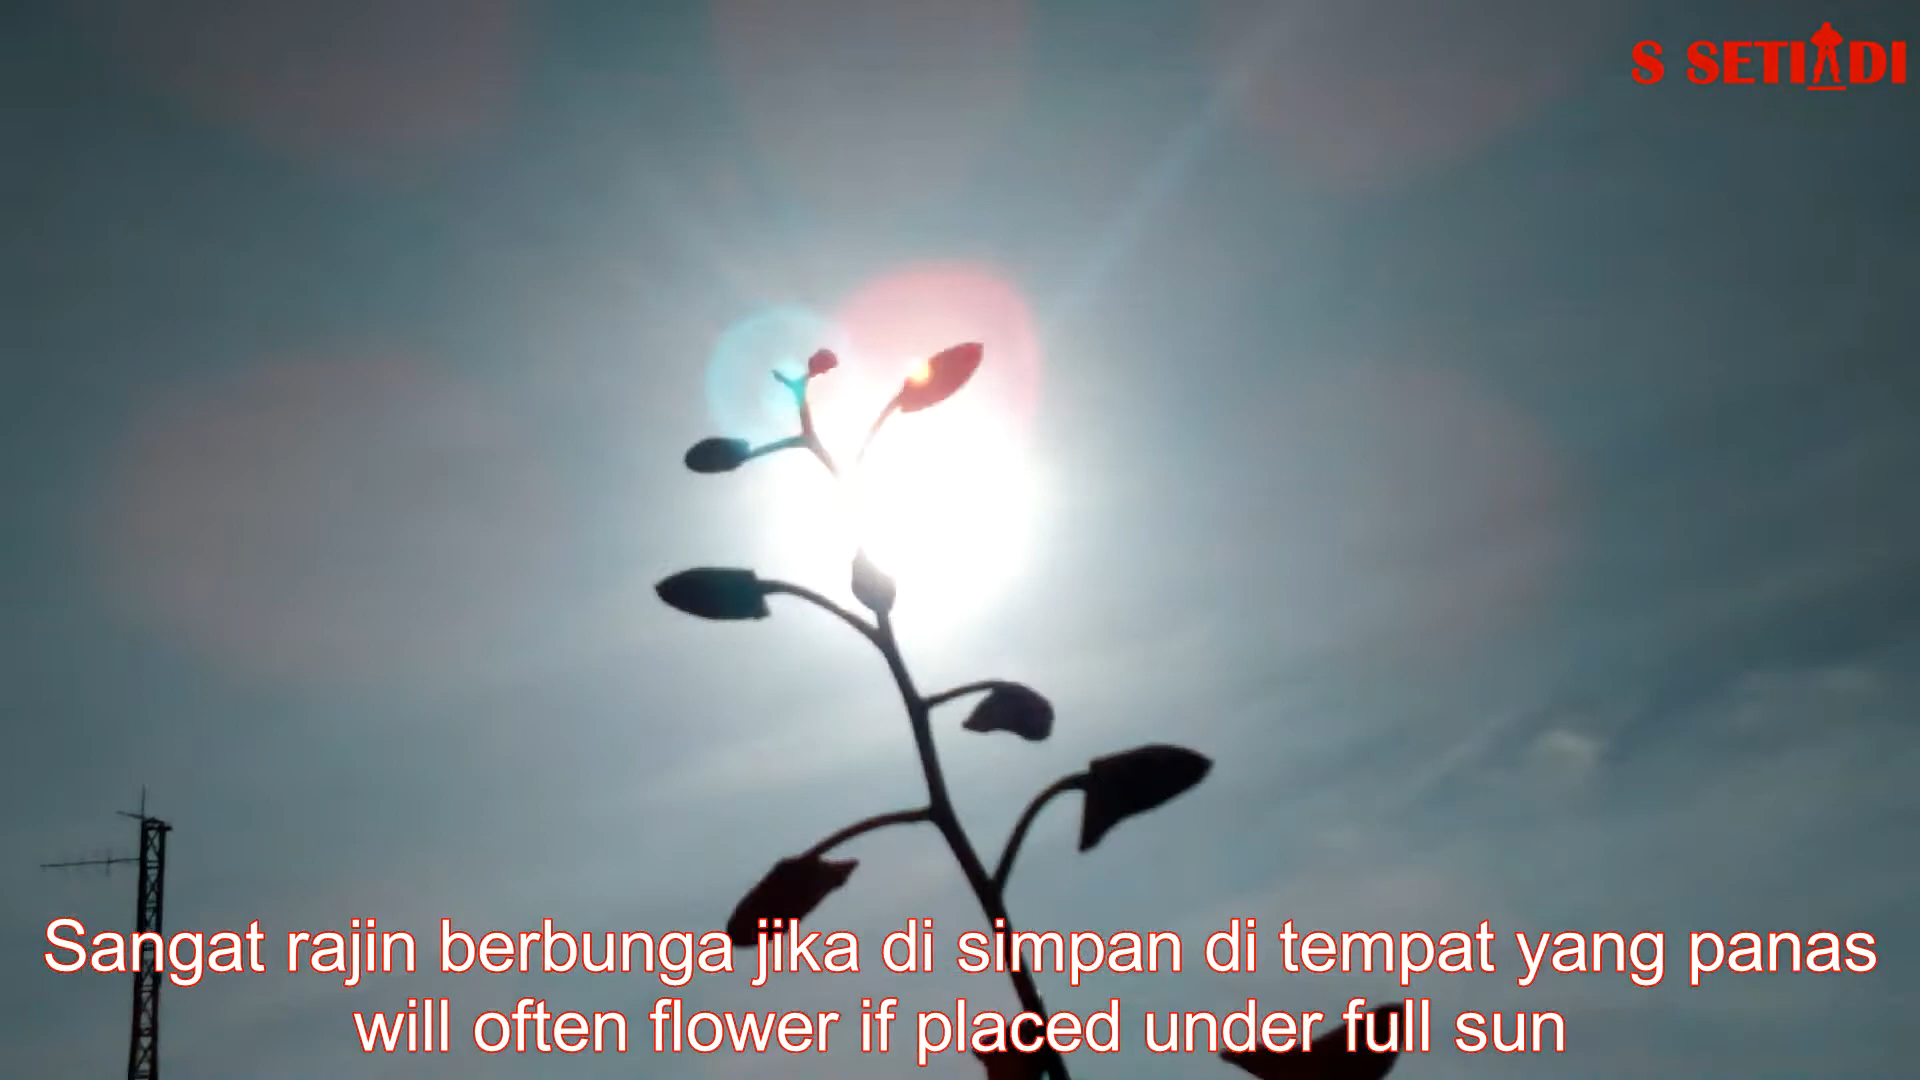 S SETIADI
Sangat rajin berbunga jika di simpan di tempat yang panas
will often flower if placed under full sun